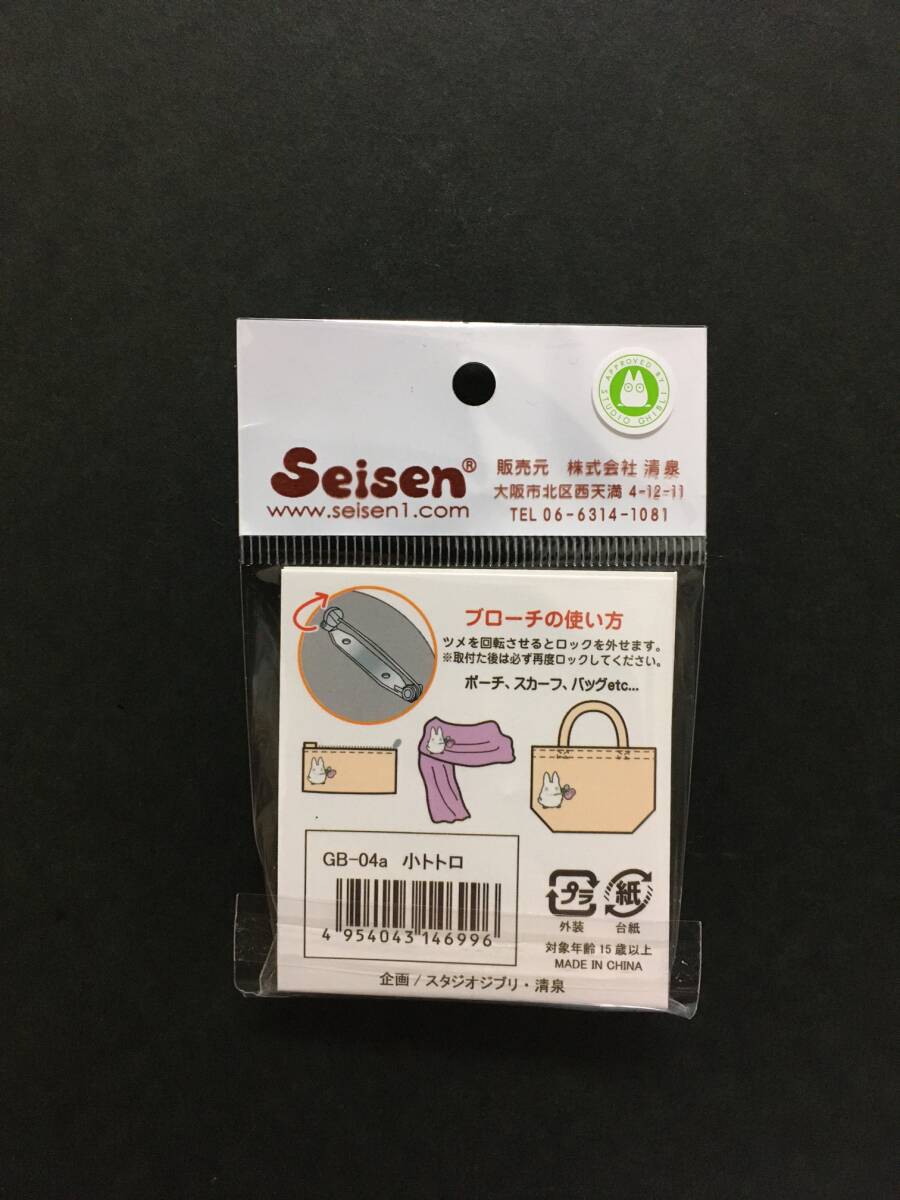 APPROVED BY
STUDIO GHIBLI
Seisen®
www.seisen1.com
販売元 株式会社 清泉
大阪市北区西天満 4-12-11
TEL 06-6314-1081
ブローチの使い方
ツメを回転させるとロックを外せます。
※取付た後は必ず再度ロックしてください。
ポーチ、スカーフ、バッグetc...
GB-04a 小トトロ
4 954043 146996
プラ
外装
紙
台紙
対象年齢 15 歳以上
MADE IN CHINA
企画 / スタジオジブリ・清泉